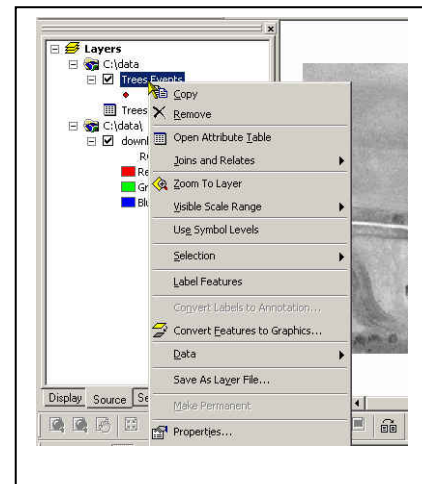 Layers
C:\data
Trees Events
Trees
C:\data\
downl
Re
Gr
Blu
Copy
Remove
Open Attribute Table
Joins and Relates
Zoom To Layer
Visible Scale Range
Use Symbol Levels
Selection
Label Features
Convert Labels to Annotation...
Convert Features to Graphics...
Data
Save As Layer File...
Make Permanent
Properties...
Display Source Se